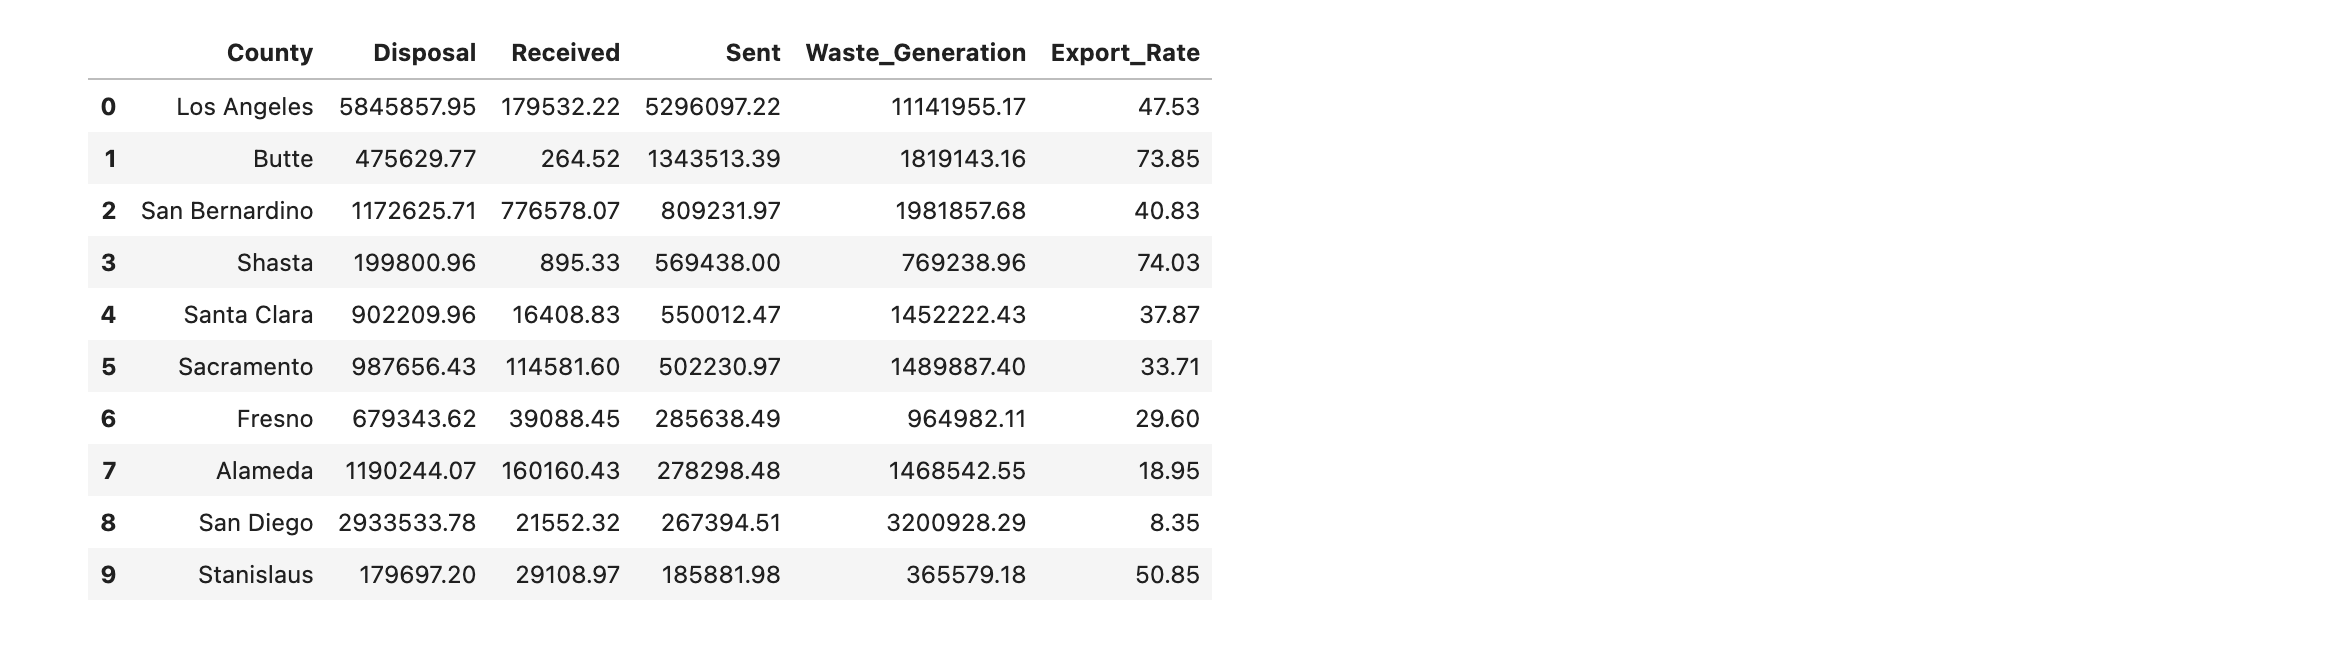 County Disposal Received Sent Waste_Generation Export_Rate
0 Los Angeles 5845857.95 179532.22 5296097.22 11141955.17 47.53
1 Butte 475629.77 264.52 1343513.39 1819143.16 73.85
2 San Bernardino 1172625.71 776578.07 809231.97 1981857.68 40.83
3 Shasta 199800.96 895.33 569438.00 769238.96 74.03
4 Santa Clara 902209.96 16408.83 550012.47 1452222.43 37.87
5 Sacramento 987656.43 114581.60 502230.97 1489887.40 33.71
6 Fresno 679343.62 39088.45 285638.49 964982.11 29.60
7 Alameda 1190244.07 160160.43 278298.48 1468542.55 18.95
8 San Diego 2933533.78 21552.32 267394.51 3200928.29 8.35
9 Stanislaus 179697.20 29108.97 185881.98 365579.18 50.85